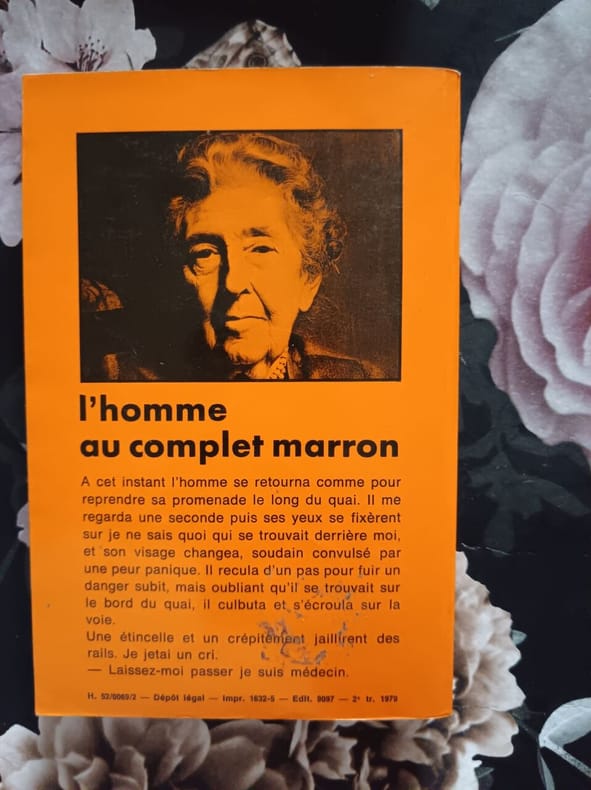 l'homme
au complet marron
A cet instant l'homme se retourna comme pour
reprendre sa promenade le long du quai. Il me
regarda une seconde puis ses yeux se fixèrent
sur je ne sais quoi qui se trouvait derrière moi,
et son visage changea, soudain convulsé par
une peur panique. Il recula d'un pas pour fuir un
danger subit, mais oubliant qu'il se trouvait sur
le bord du quai, il culbuta et s'écroula sur la
voie.
Une étincelle et un crépitement jaillirent des
rails. Je jetai un cri.
— Laissez-moi passer je suis médecin.
H. 52/0069/2 — Dépôt légal — Impr. 1632-5 — Edit. 9097 — 2e tr. 1979